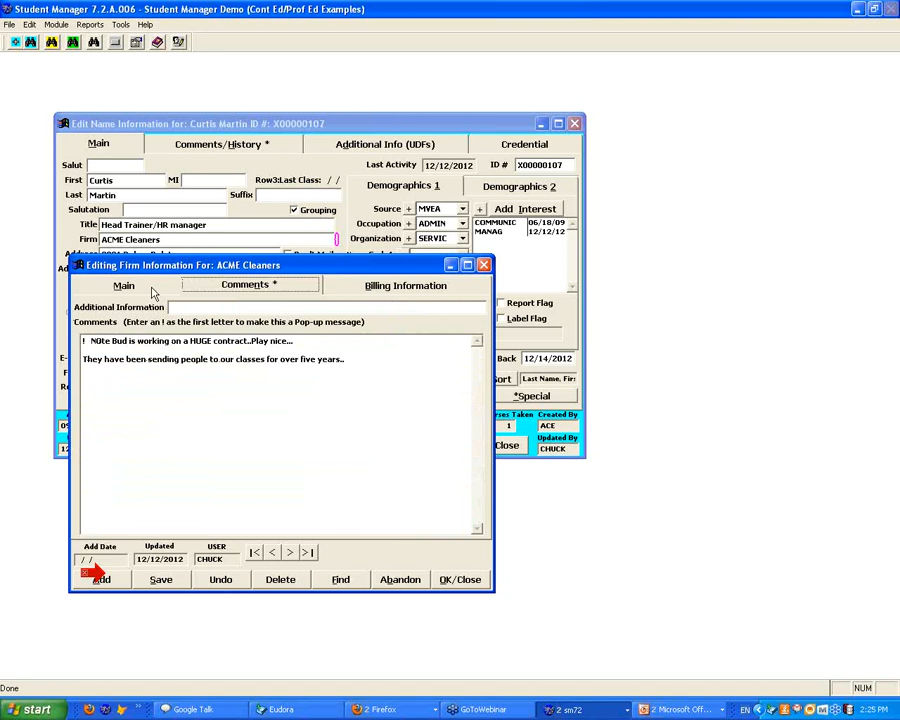 Student Manager 7.2.A.006 - Student Manager Demo (Cont Ed/Prof Ed Examples)
File Edit Module Reports Tools Help
Edit Name Information for: Curtis Martin ID #: X00000107
Main Comments/History * Additional Info (UDFs) Credential
Salut Last Activity 12/12/2012 ID # X00000107
First Curtis MI Row3:Last Class: / / Demographics 1 Demographics 2
Last Martin Suffix
Salutation Grouping Source + MVEA + Add Interest
Title Head Trainer/HR manager Occupation + ADMIN COMMUNIC 06/18/09
Firm ACME Cleaners Organization + SERVIC MANAG 12/12/12
Editing Firm Information For: ACME Cleaners
Main Comments * Billing Information
Additional Information Report Flag
Comments (Enter an ! as the first letter to make this a Pop-up message) Label Flag
! NOte Bud is working on a HUGE contract..Play nice...
They have been sending people to our classes for over five years..
Back 12/14/2012
ort Last Name, Fir
*Special
rses Taken Created By
1 ACE
Updated By
Close CHUCK
Add Date Updated USER
/ / 12/12/2012 CHUCK |< < > >|
Add Save Undo Delete Find Abandon OK/Close
Done NUM
start Google Talk Eudora 2 Firefox GoToWebinar 2 sm72 2 Microsoft Off... EN 2:25 PM